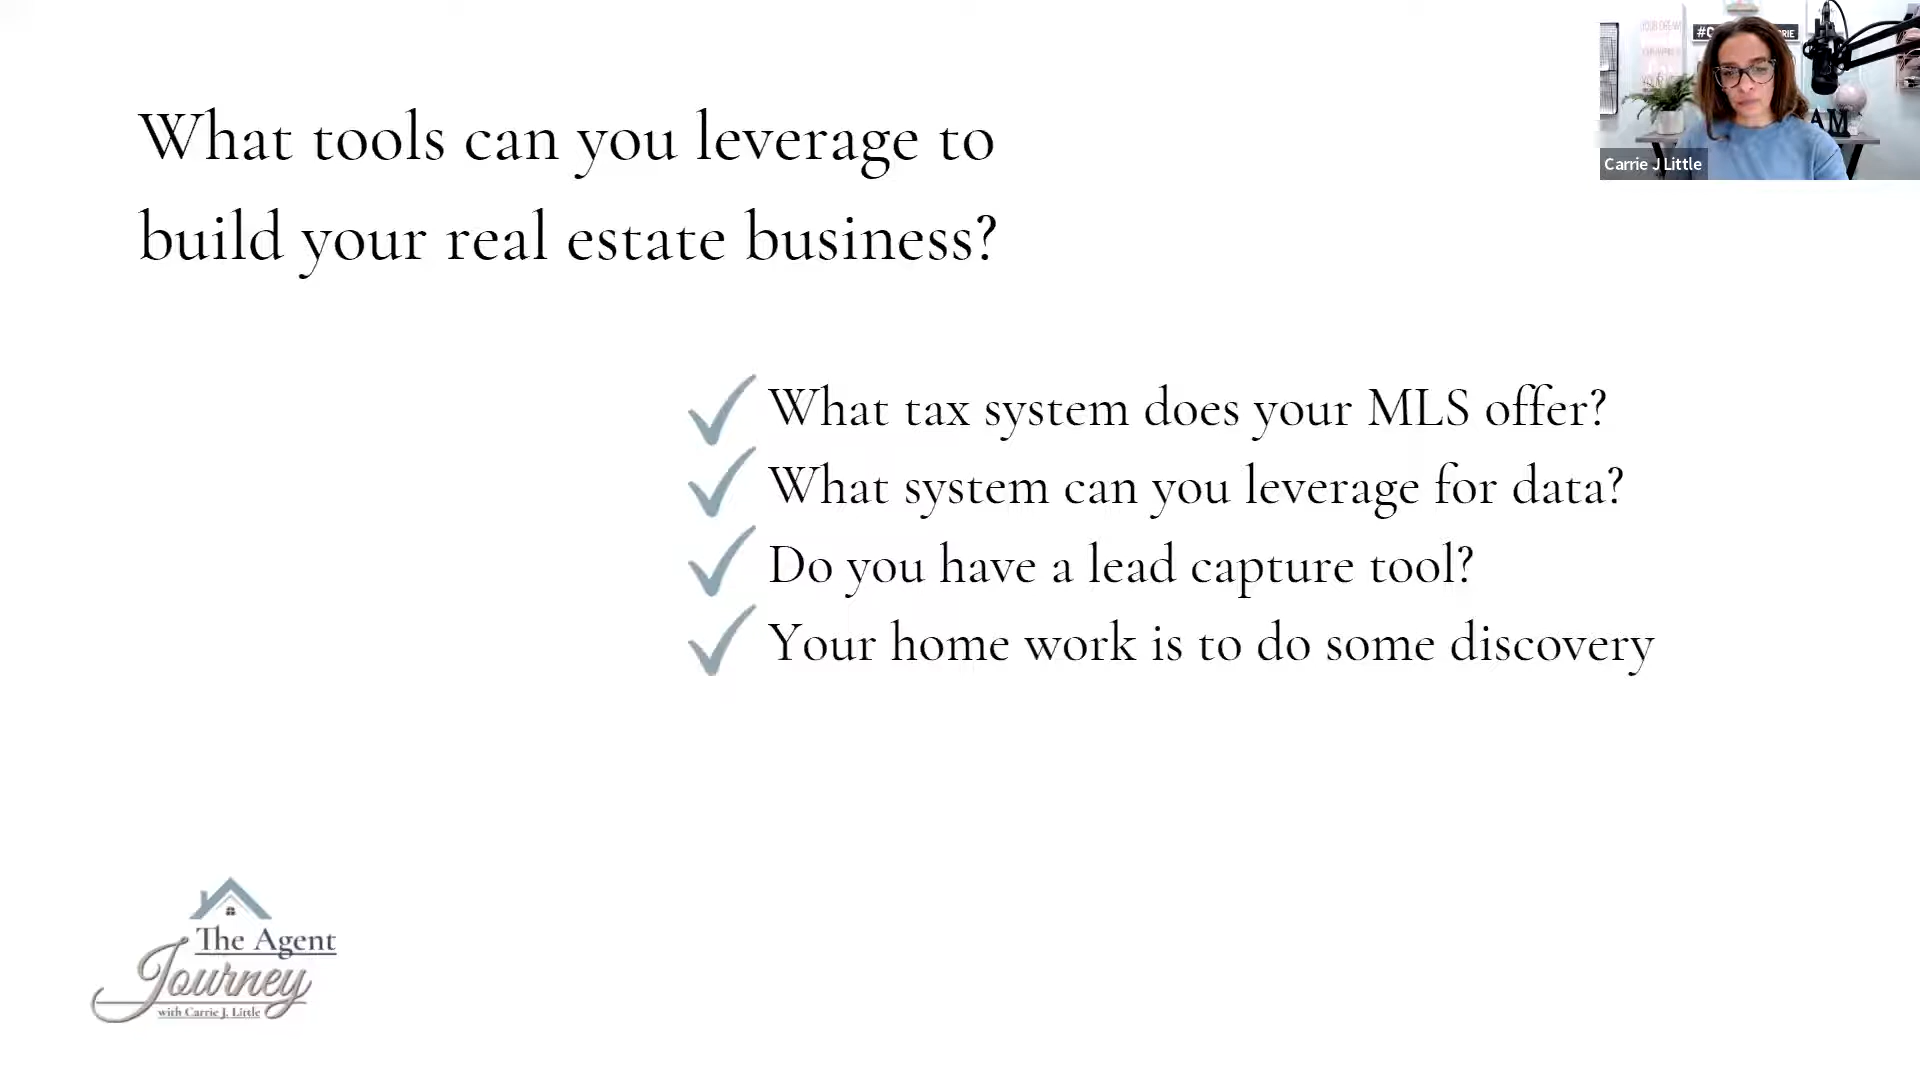 What tools can you leverage to
build your real estate business?
What tax system does your MLS offer?
What system can you leverage for data?
Do you have a lead capture tool?
Your home work is to do some discovery
Carrie J Little
AM
The Agent
Journey
with Carrie J. Little